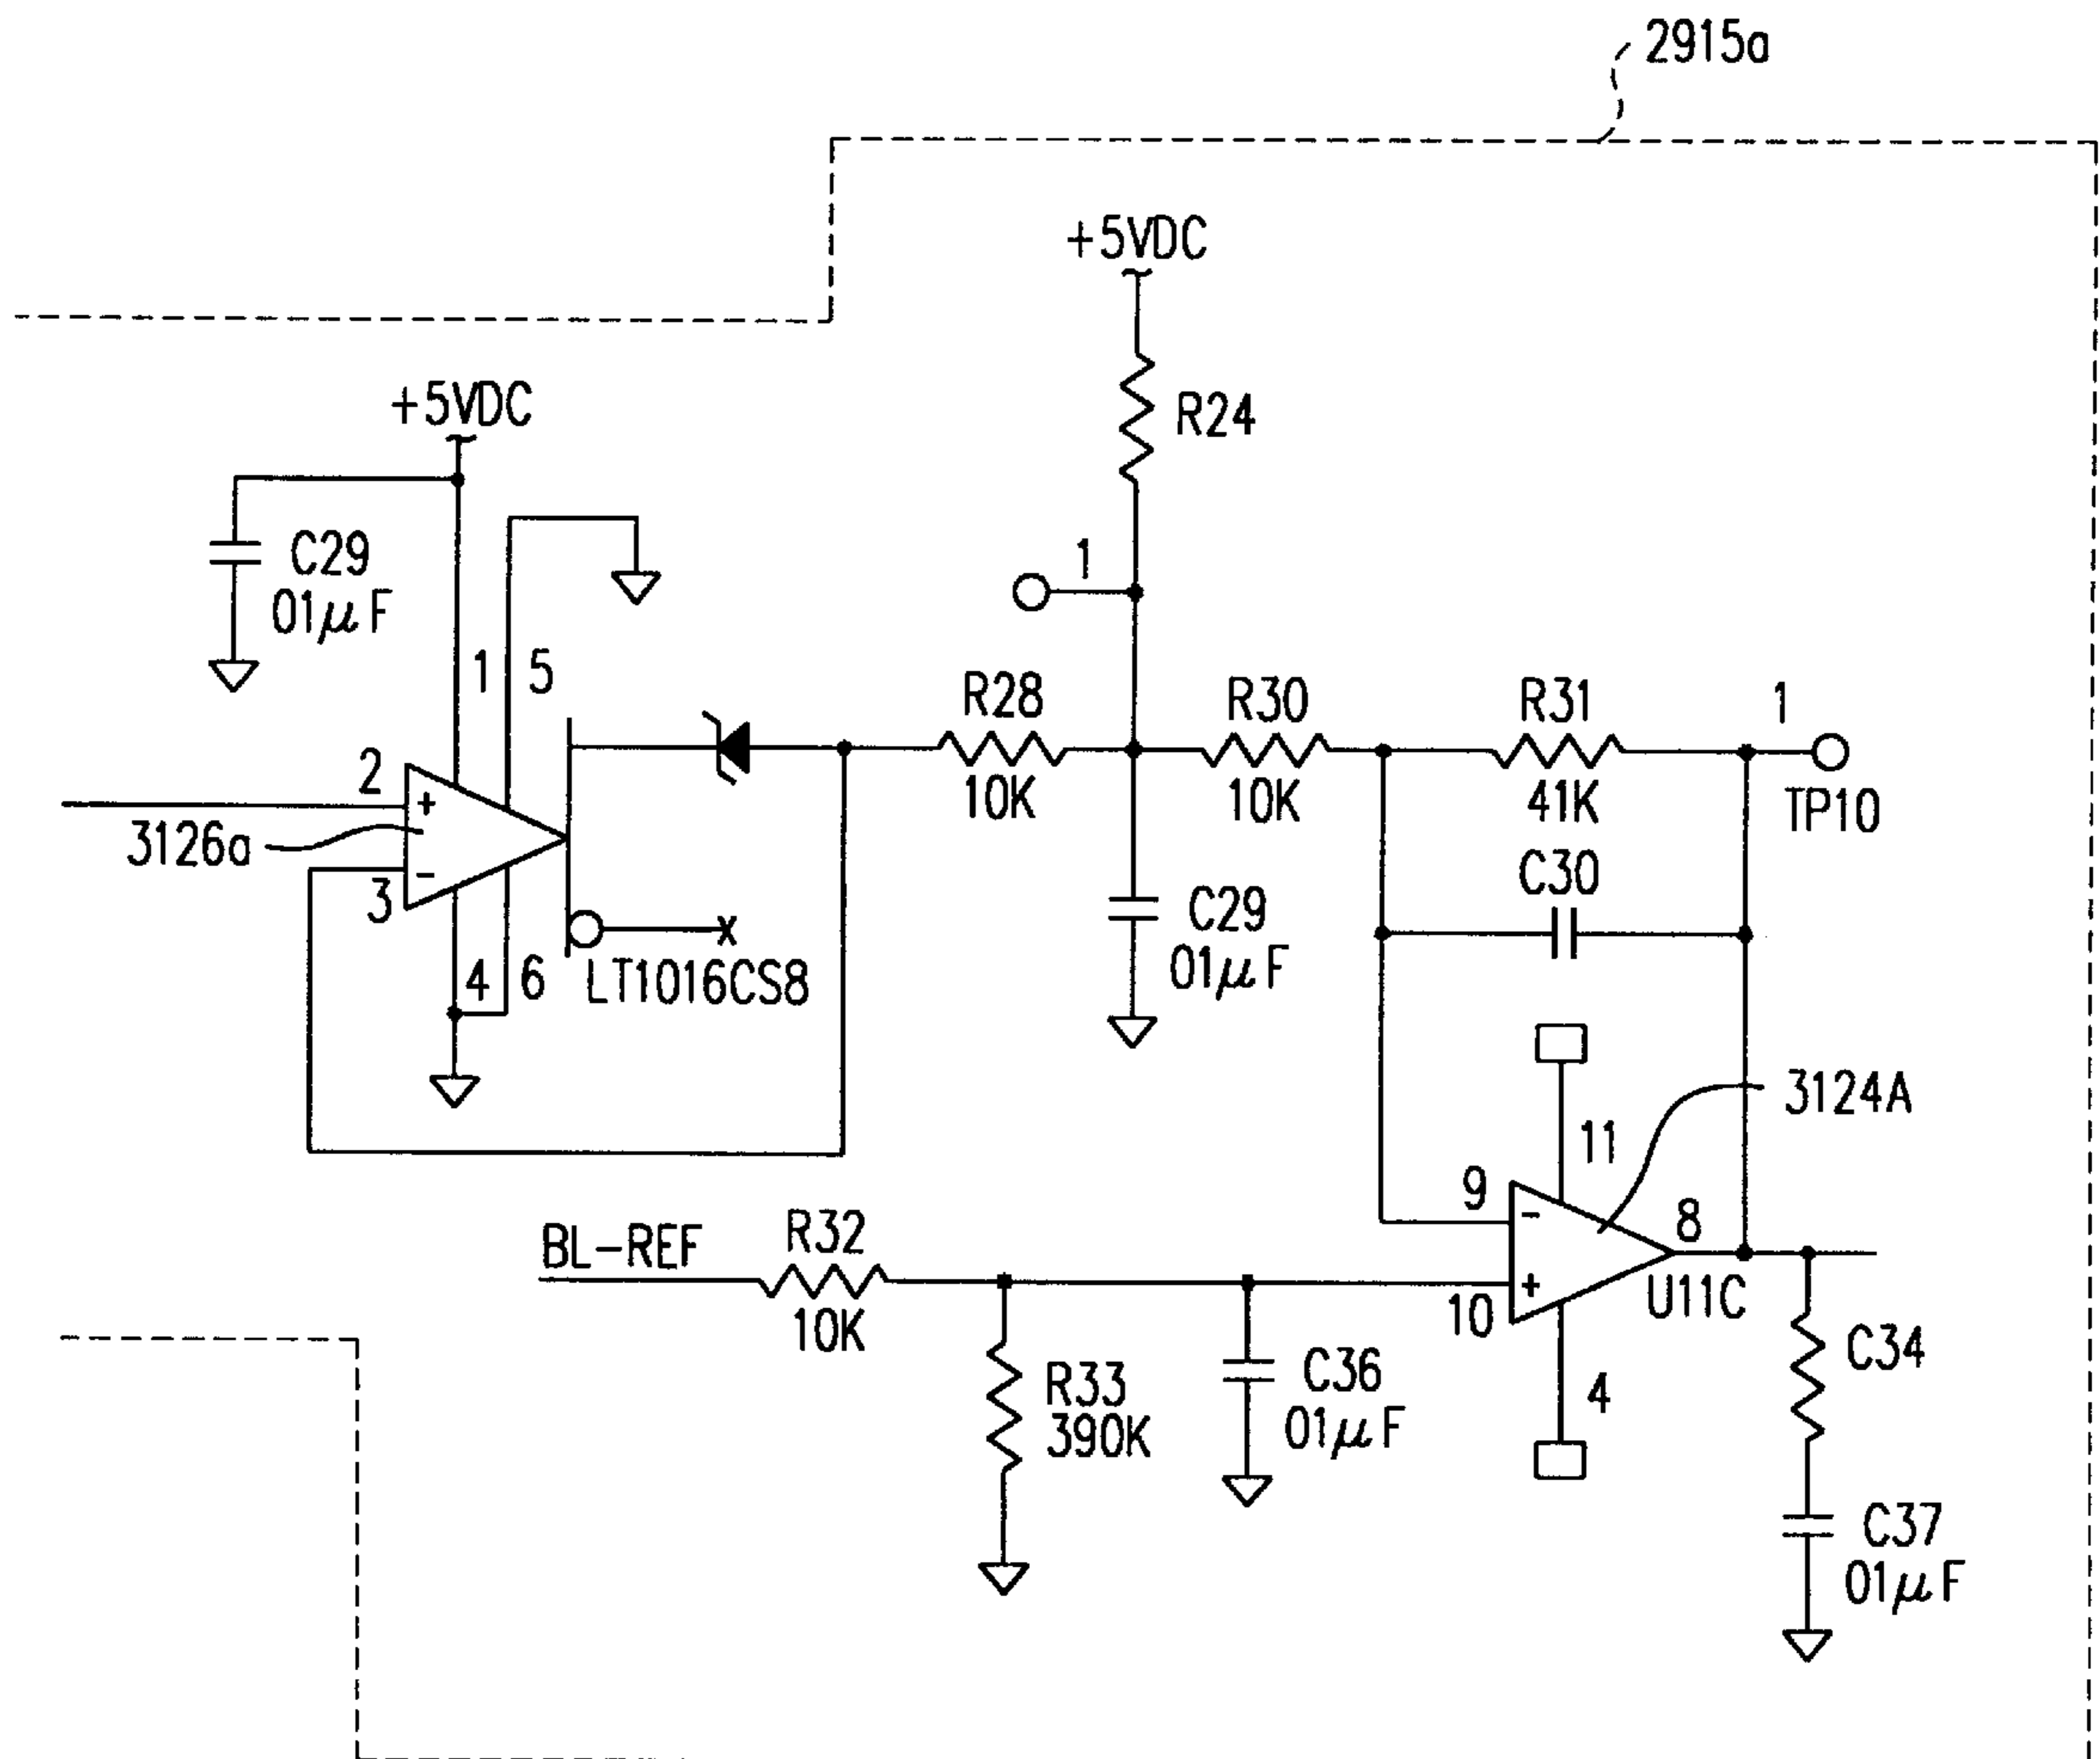 2915a
+5VDC
R24
+5VDC
C29
01μF
1
5
1
R28
10K
R30
10K
R31
41K
1
TP10
2
+
3126a
-
3
4
6
LT1016CS8
x
C29
01μF
C30
3124A
11
9
-
8
BL-REF
R32
10K
10
+
U11C
4
R33
390K
C36
01μF
C34
C37
01μF